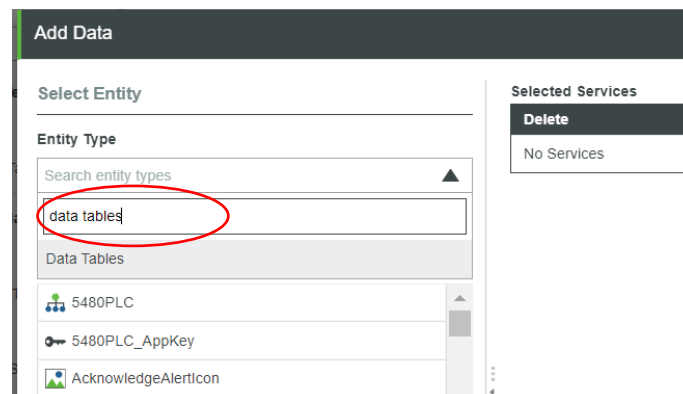 Add Data
Select Entity
Entity Type
Search entity types
data tables
Data Tables
5480PLC
5480PLC_AppKey
AcknowledgeAlertIcon
Selected Services
Delete
No Services